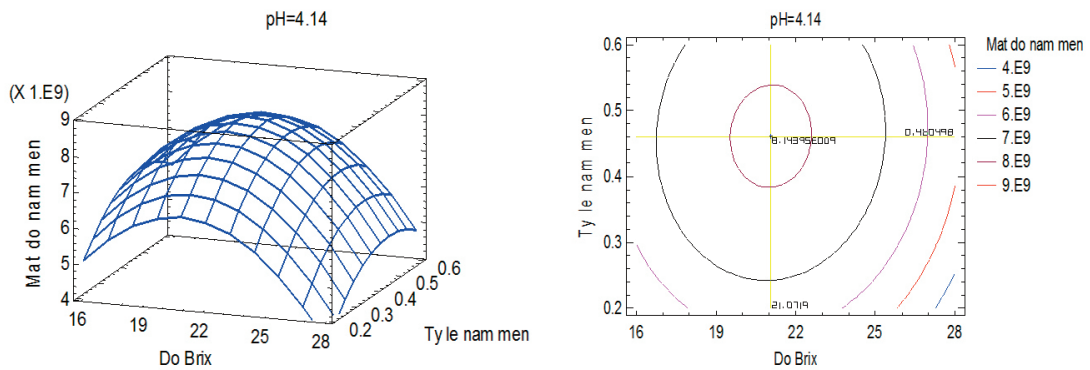 pH=4.14
(X 1.E9)
Mat do nam men
9
8
7
6
5
4
16 19 22 25 28
Do Brix
0.2 0.3 0.4 0.5 0.6
Ty le nam men
pH=4.14
Ty le nam men
0.6
0.5
0.4
0.3
0.2
8.14395E009
0.460498
21.0719
16 19 22 25 28
Do Brix
Mat do nam men
4.E9
5.E9
6.E9
7.E9
8.E9
9.E9